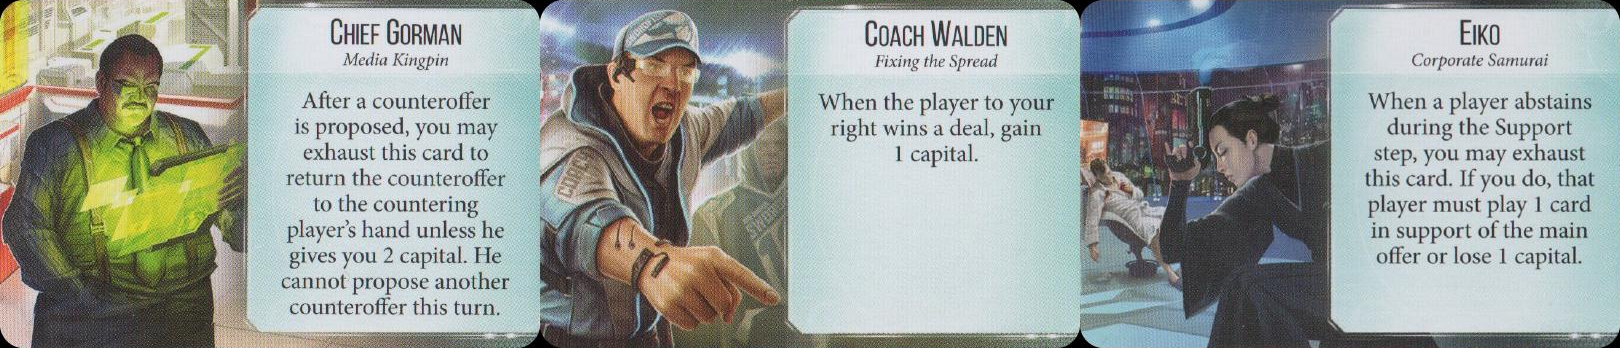 CHIEF GORMAN
Media Kingpin
After a counteroffer
is proposed, you may
exhaust this card to
return the counteroffer
to the countering
player's hand unless he
gives you 2 capital. He
cannot propose another
counteroffer this turn.
COACH WALDEN
Fixing the Spread
When the player to your
right wins a deal, gain
1 capital.
COACH
EIKO
Corporate Samurai
When a player abstains
during the Support
step, you may exhaust
this card. If you do, that
player must play 1 card
in support of the main
offer or lose 1 capital.